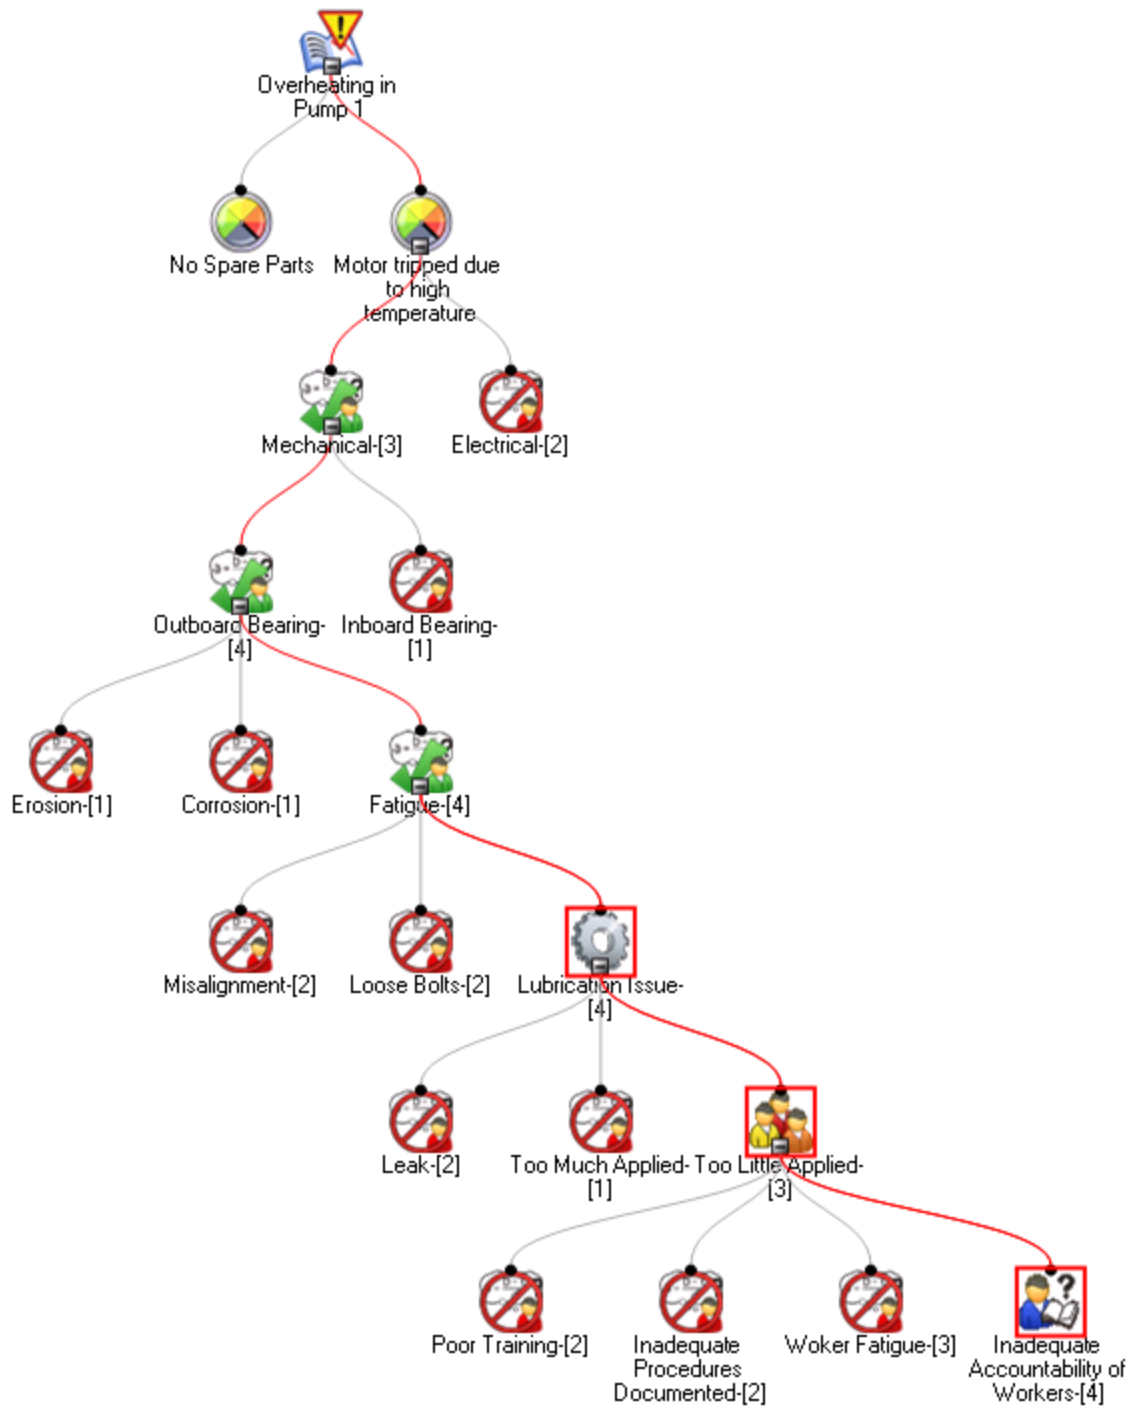 Overheating in
Pump 1
No Spare Parts
Motor tripped due
to high
temperature
Mechanical-[3]
Electrical-[2]
Outboard Bearing-
[4]
Inboard Bearing-
[1]
Erosion-[1]
Corrosion-[1]
Fatigue-[4]
Misalignment-[2]
Loose Bolts-[2]
Lubrication Issue-
[4]
Leak-[2]
Too Much Applied-
[1]
Too Little Applied-
[3]
Poor Training-[2]
Inadequate
Procedures
Documented-[2]
Woker Fatigue-[3]
Inadequate
Accountability of
Workers-[4]